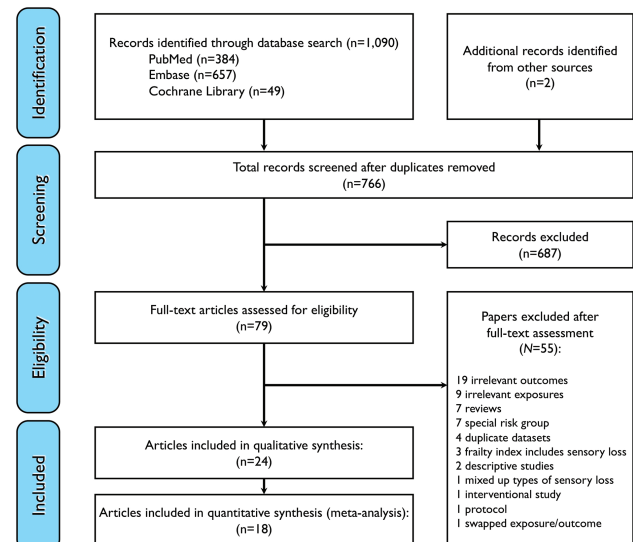 Identification
Records identified through database search (n=1,090)
PubMed (n=384)
Embase (n=657)
Cochrane Library (n=49)
Additional records identified
from other sources
(n=2)
Screening
Total records screened after duplicates removed
(n=766)
Records excluded
(n=687)
Eligibility
Full-text articles assessed for eligibility
(n=79)
Papers excluded after
full-text assessment
(N=55):
19 irrelevant outcomes
9 irrelevant exposures
7 reviews
7 special risk group
4 duplicate datasets
3 frailty index includes sensory loss
2 descriptive studies
1 mixed up types of sensory loss
1 interventional study
1 protocol
1 swapped exposure/outcome
Included
Articles included in qualitative synthesis:
(n=24)
Articles included in quantitative synthesis (meta-analysis):
(n=18)